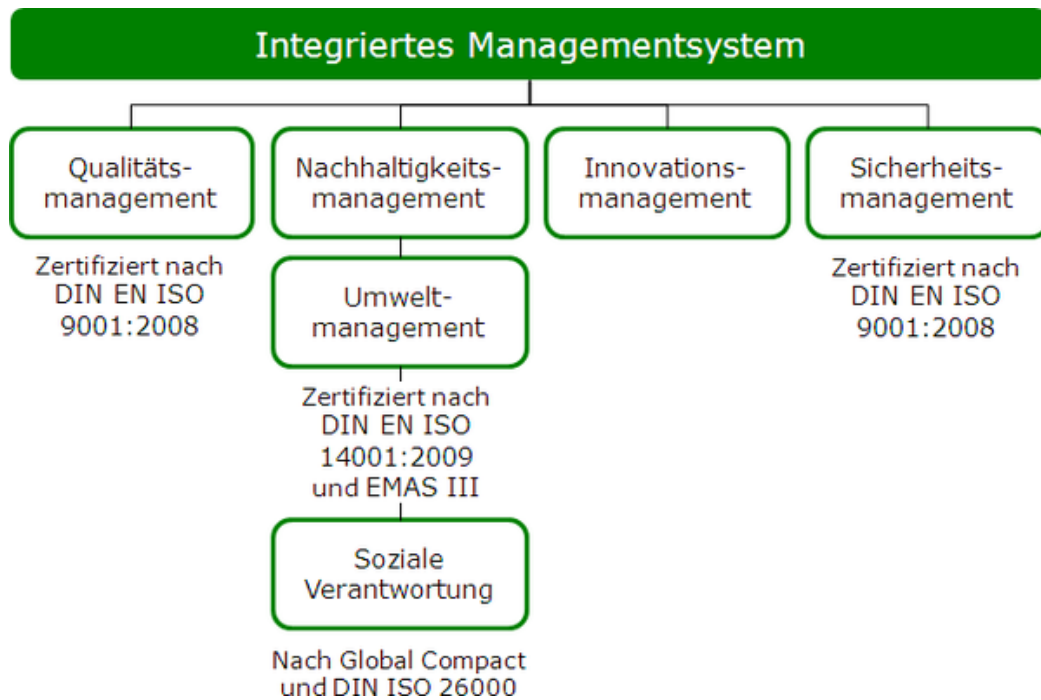 Integriertes Managementsystem
Qualitäts-
management
Nachhaltigkeits-
management
Innovations-
management
Sicherheits-
management
Zertifiziert nach
DIN EN ISO
9001:2008
Umwelt-
management
Zertifiziert nach
DIN EN ISO
9001:2008
Zertifiziert nach
DIN EN ISO
14001:2009
und EMAS III
Soziale
Verantwortung
Nach Global Compact
und DIN ISO 26000